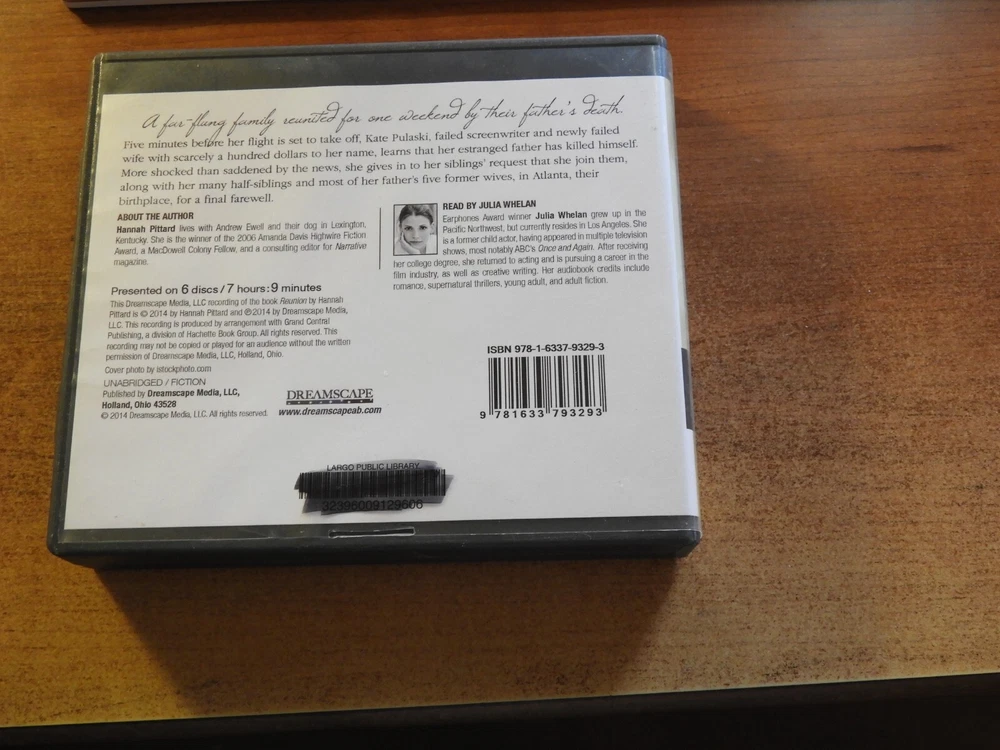 A far-flung family reunited for one weekend by their father's death.
Five minutes before her flight is set to take off, Kate Pulaski, failed screenwriter and newly failed
wife with scarcely a hundred dollars to her name, learns that her estranged father has killed himself.
More shocked than saddened by the news, she gives in to her siblings' request that she join them,
along with her many half-siblings and most of her father's five former wives, in Atlanta, their
birthplace, for a final farewell.
ABOUT THE AUTHOR
Hannah Pittard lives with Andrew Ewell and their dog in Lexington,
Kentucky. She is the winner of the 2006 Amanda Davis Highwire Fiction
Award, a MacDowell Colony Fellow, and a consulting editor for Narrative
magazine.
READ BY JULIA WHELAN
Earphones Award winner Julia Whelan grew up in the
Pacific Northwest, but currently resides in Los Angeles. She
is a former child actor, having appeared in multiple television
shows, most notably ABC's Once and Again. After receiving
her college degree, she returned to acting and is pursuing a career in the
film industry, as well as creative writing. Her audiobook credits include
romance, supernatural thrillers, young adult, and adult fiction.
Presented on 6 discs / 7 hours:9 minutes
This Dreamscape Media, LLC recording of the book Reunion by Hannah
Pittard is © 2014 by Hannah Pittard and ℗2014 by Dreamscape Media,
LLC. This recording is produced by arrangement with Grand Central
Publishing, a division of Hachette Book Group. All rights reserved. This
recording may not be copied or played for an audience without the written
permission of Dreamscape Media, LLC, Holland, Ohio.
Cover photo by istockphoto.com
UNABRIDGED / FICTION
Published by Dreamscape Media, LLC,
Holland, Ohio 43528
© 2014 Dreamscape Media, LLC. All rights reserved.
DREAMSCAPE
www.dreamscapeab.com
ISBN 978-1-6337-9329-3
9 781633 793293
LARGO PUBLIC LIBRARY